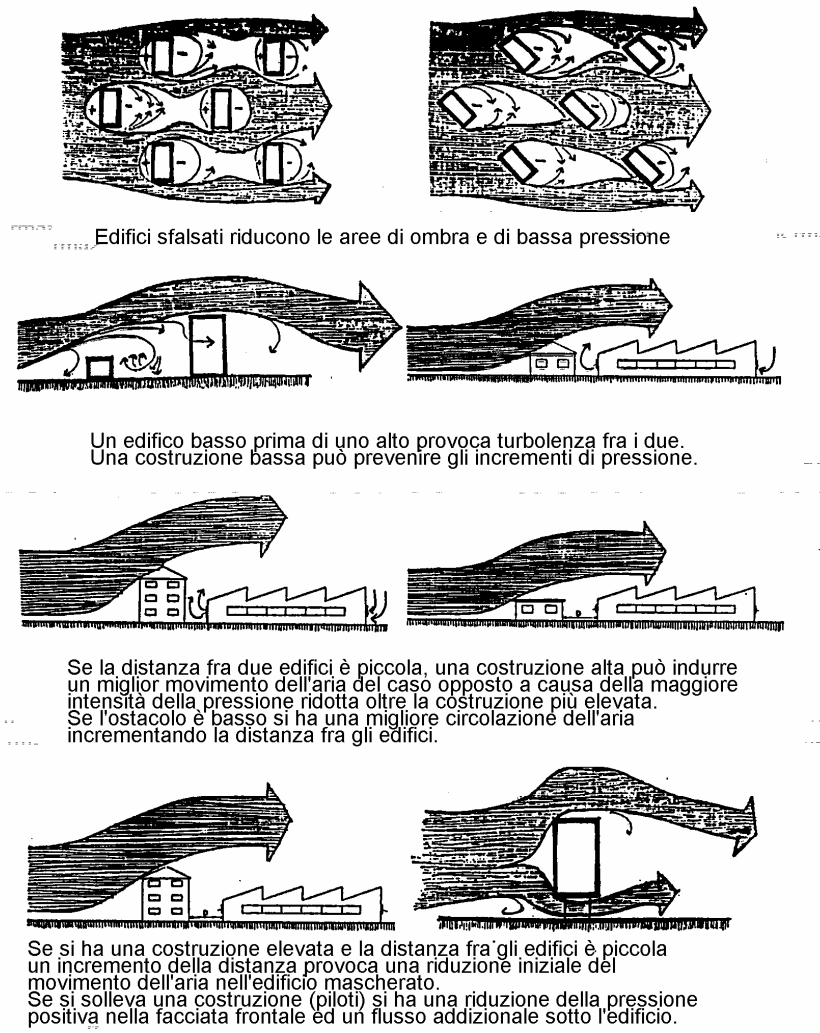 Edifici sfalsati riducono le aree di ombra e di bassa pressione
Un edifico basso prima di uno alto provoca turbolenza fra i due.
Una costruzione bassa può prevenire gli incrementi di pressione.
Se la distanza fra due edifici è piccola, una costruzione alta può indurre
un miglior movimento dell'aria del caso opposto a causa della maggiore
intensità della pressione ridotta oltre la costruzione più elevata.
Se l'ostacolo è basso si ha una migliore circolazione dell'aria
incrementando la distanza fra gli edifici.
Se si ha una costruzione elevata e la distanza fra gli edifici è piccola
un incremento della distanza provoca una riduzione iniziale del
movimento dell'aria nell'edificio mascherato.
Se si solleva una costruzione (piloti) si ha una riduzione della pressione
positiva nella facciata frontale ed un flusso addizionale sotto l'edificio.